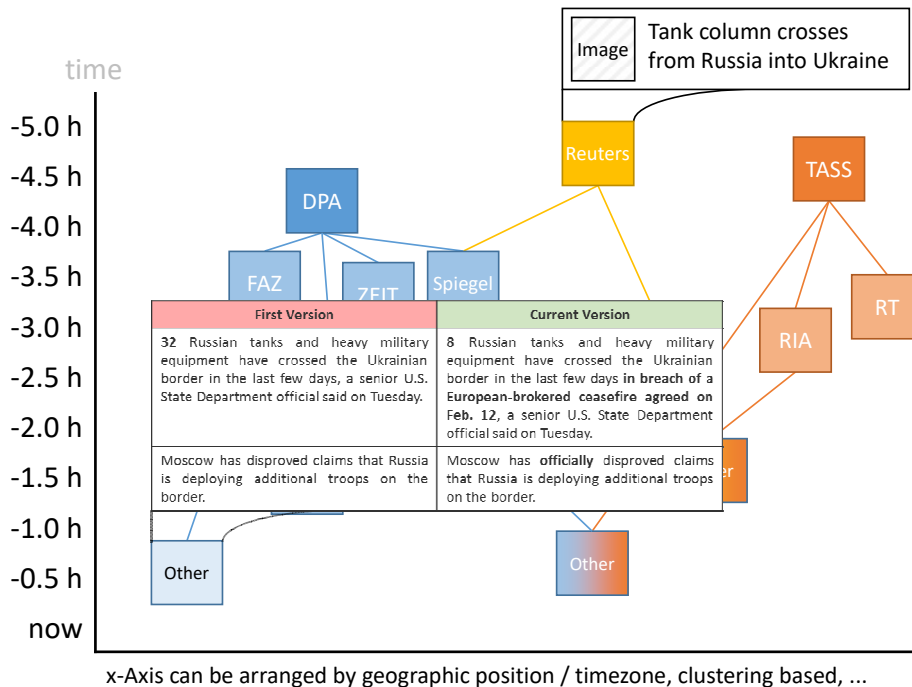 Tank column crosses
Image
from Russia into Ukraine
time
-5.0 h
Reuters
TASS
-4.5 h
DPA
-4.0 h
-3.5 h
FAZ
ZEIT
Spiegel
RT
-3.0 h
First Version
Current Version
RIA
32 Russian tanks and heavy military
equipment have crossed the Ukrainian
border in the last few days, a senior U.S.
State Department official said on Tuesday.
8 Russian tanks and heavy military
equipment have crossed the Ukrainian
border in the last few days in breach of a
European-brokered ceasefire agreed on
Feb. 12, a senior U.S. State Department
official said on Tuesday.
-2.5 h
-2.0 h
-1.5 h
Moscow has disproved claims that Russia
is deploying additional troops on the
border.
Moscow has officially disproved claims
that Russia is deploying additional troops
on the border.
-1.0 h
Other
Other
-0.5 h
now
x-Axis can be arranged by geographic position / timezone, clustering based, ...